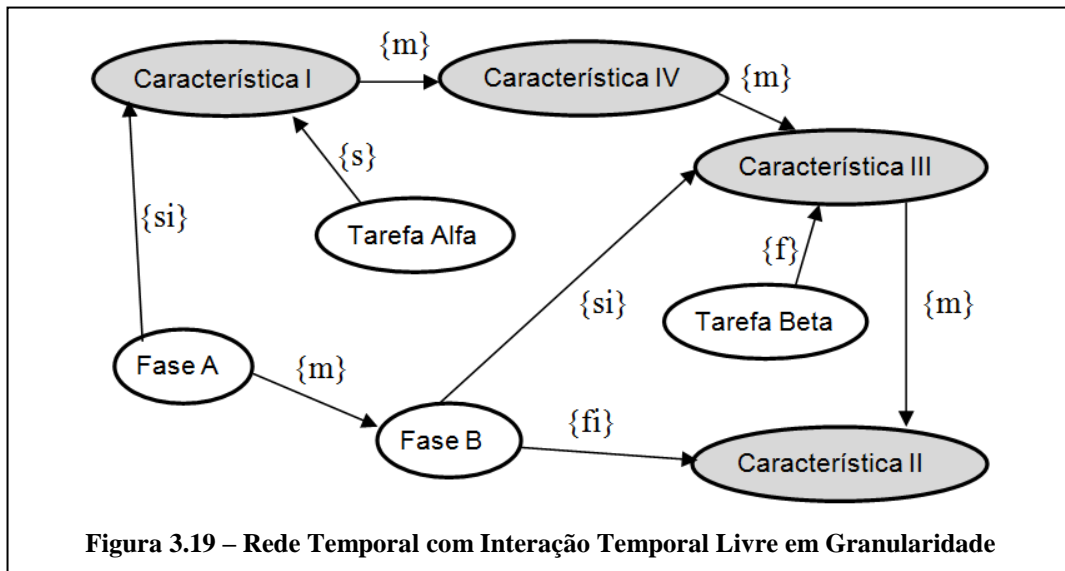 {m}
Característica I
Característica IV
{m}
{s}
Característica III
{si}
Tarefa Alfa
{f}
{si}
{m}
Tarefa Beta
Fase A
{m}
Fase B
{fi}
Característica II
Figura 3.19 – Rede Temporal com Interação Temporal Livre em Granularidade